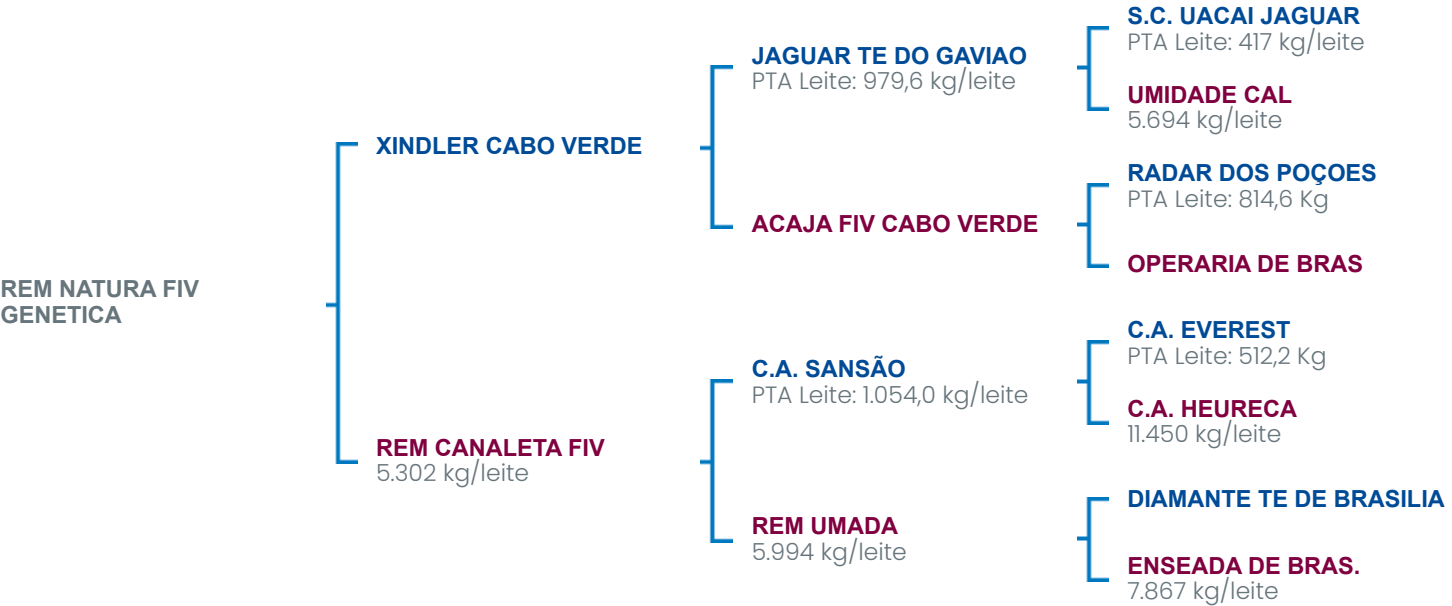 REM NATURA FIV
GENETICA
XINDLER CABO VERDE
REM CANALETA FIV
5.302 kg/leite
JAGUAR TE DO GAVIAO
PTA Leite: 979,6 kg/leite
ACAJA FIV CABO VERDE
C.A. SANSÃO
PTA Leite: 1.054,0 kg/leite
REM UMADA
5.994 kg/leite
S.C. UACAI JAGUAR
PTA Leite: 417 kg/leite
UMIDADE CAL
5.694 kg/leite
RADAR DOS POÇOES
PTA Leite: 814,6 Kg
OPERARIA DE BRAS
C.A. EVEREST
PTA Leite: 512,2 Kg
C.A. HEURECA
11.450 kg/leite
DIAMANTE TE DE BRASILIA
ENSEADA DE BRAS.
7.867 kg/leite